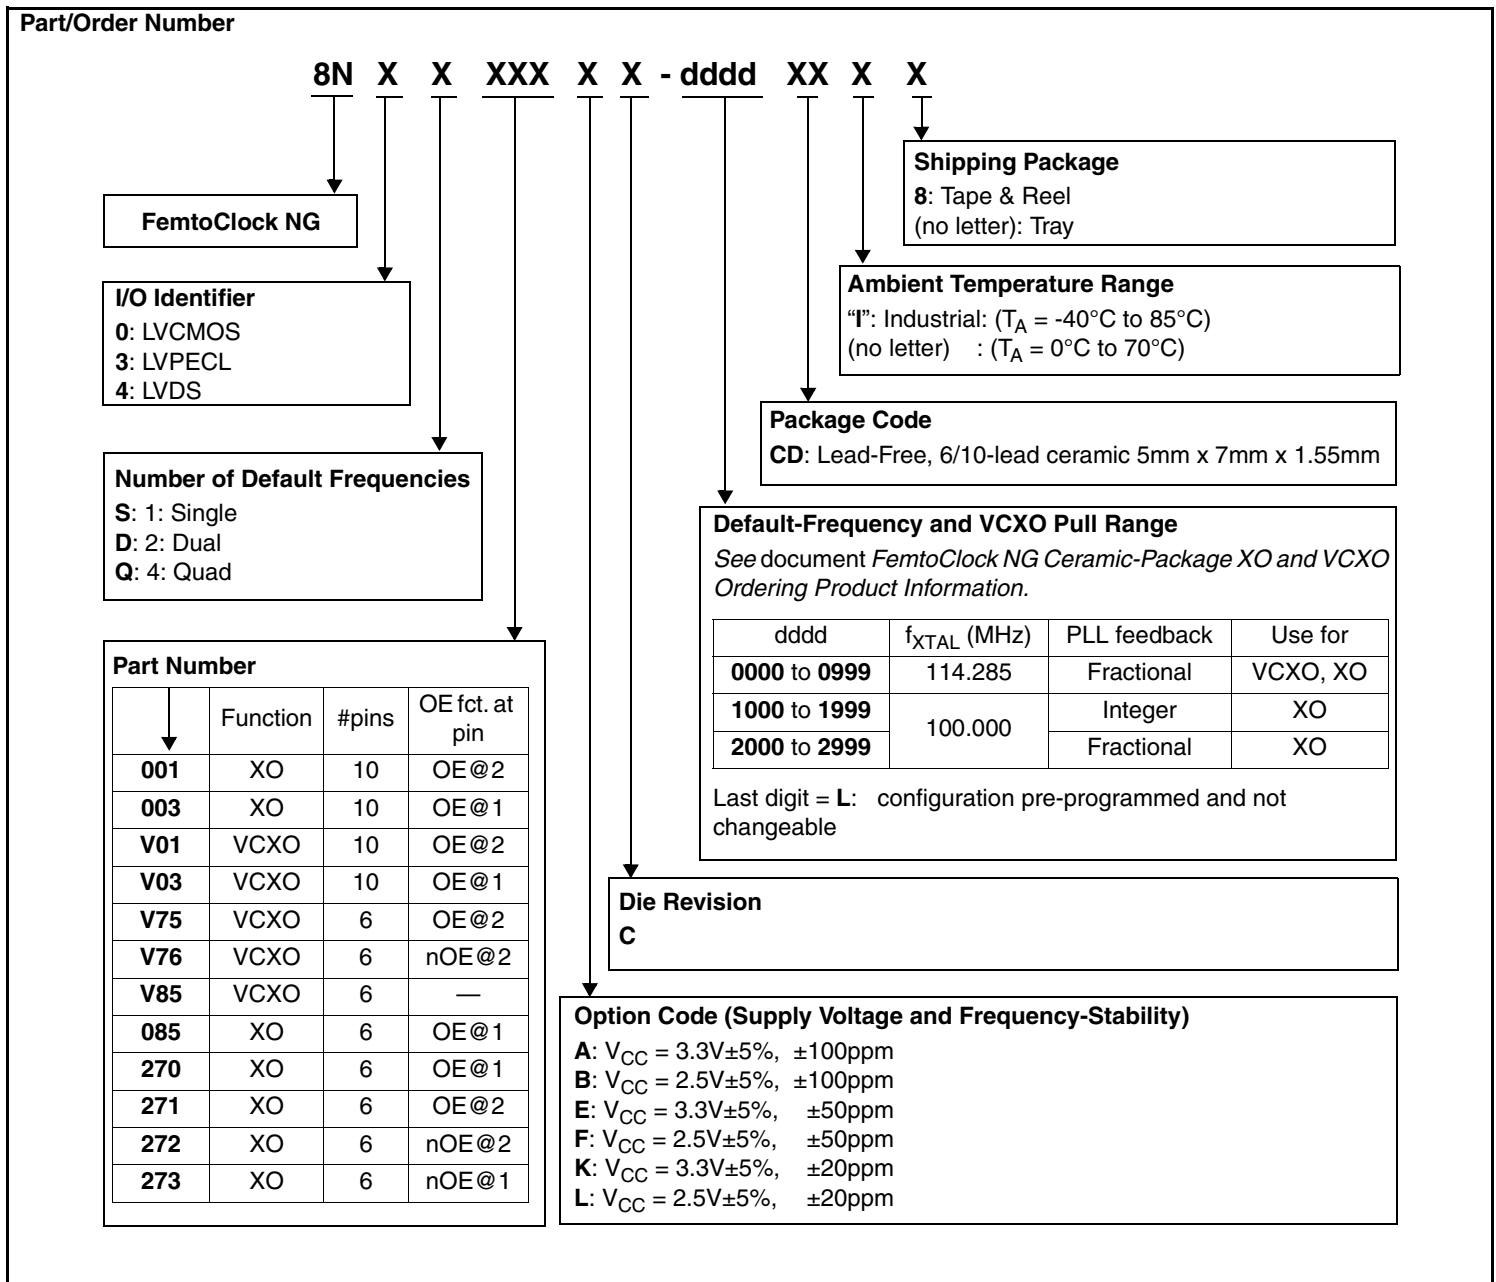 Part/Order Number
8N X X XXX X X - dddd XX X X
Shipping Package
8: Tape & Reel
(no letter): Tray
FemtoClock NG
Ambient Temperature Range
“I”: Industrial: (TA = -40°C to 85°C)
(no letter) : (TA = 0°C to 70°C)
I/O Identifier
0: LVCMOS
3: LVPECL
4: LVDS
Package Code
CD: Lead-Free, 6/10-lead ceramic 5mm x 7mm x 1.55mm
Number of Default Frequencies
S: 1: Single
D: 2: Dual
Q: 4: Quad
Default-Frequency and VCXO Pull Range
See document FemtoClock NG Ceramic-Package XO and VCXO
Ordering Product Information.
dddd fXTAL (MHz) PLL feedback Use for
0000 to 0999 114.285 Fractional VCXO, XO
1000 to 1999 100.000 Integer XO
2000 to 2999 Fractional XO
Last digit = L: configuration pre-programmed and not
changeable
Part Number
Function #pins OE fct. at
pin
001 XO 10 OE@2
003 XO 10 OE@1
V01 VCXO 10 OE@2
V03 VCXO 10 OE@1
V75 VCXO 6 OE@2
V76 VCXO 6 nOE@2
V85 VCXO 6 —
085 XO 6 OE@1
270 XO 6 OE@1
271 XO 6 OE@2
272 XO 6 nOE@2
273 XO 6 nOE@1
Die Revision
C
Option Code (Supply Voltage and Frequency-Stability)
A: VCC = 3.3V±5%, ±100ppm
B: VCC = 2.5V±5%, ±100ppm
E: VCC = 3.3V±5%, ±50ppm
F: VCC = 2.5V±5%, ±50ppm
K: VCC = 3.3V±5%, ±20ppm
L: VCC = 2.5V±5%, ±20ppm